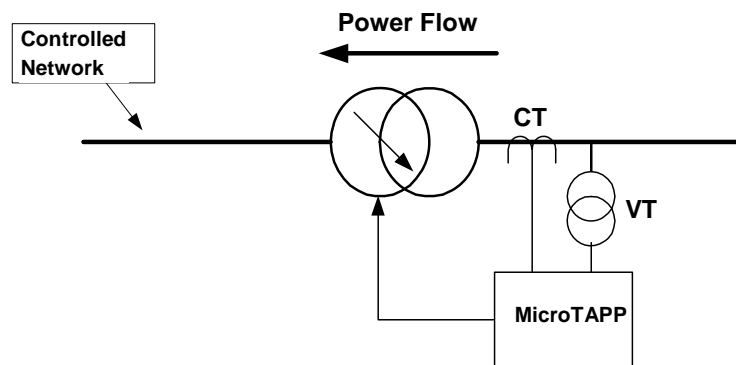 Power Flow
Controlled
Network
CT
VT
MicroTAPP